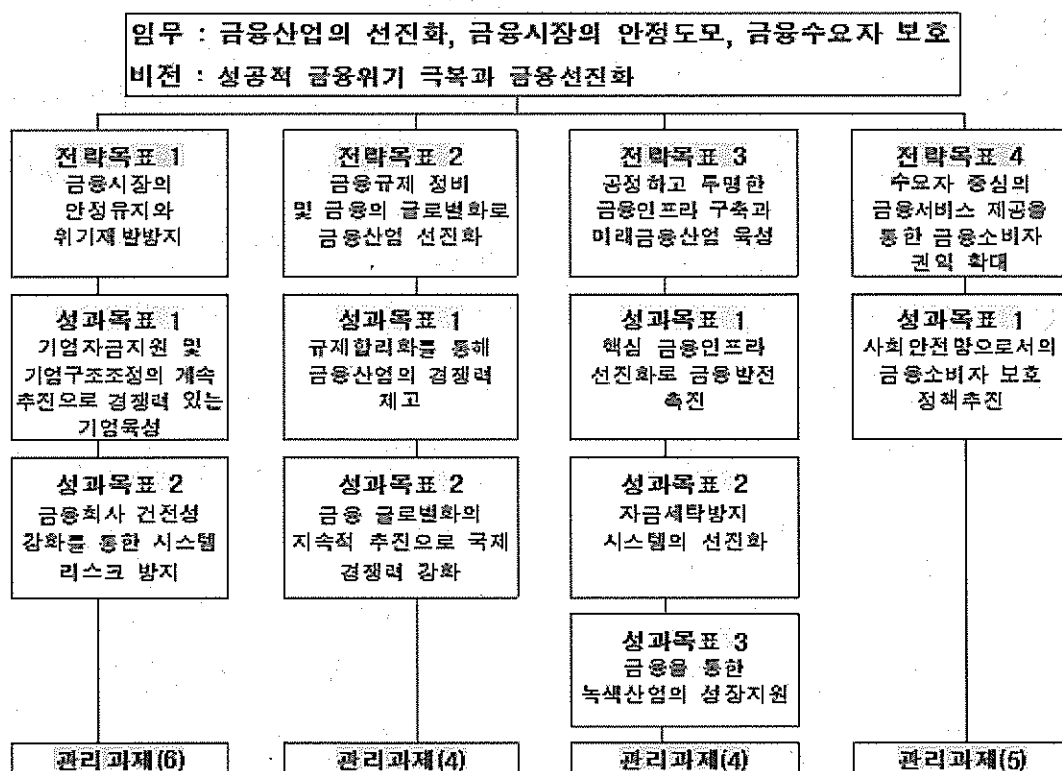 임무 : 금융산업의 선진화, 금융시장의 안정도모, 금융수요자 보호
비전 : 성공적 금융위기 극복과 금융선진화
전략목표 1
금융시장의
안정유지와
위기재발방지
성과목표 1
기업자금지원 및
기업구조조정의 계속
추진으로 경쟁력 있는
기업육성
성과목표 2
금융회사 건전성
강화를 통한 시스템
리스크 방지
관리과제(6)
전략목표 2
금융규제 정비
및 금융의 글로벌화로
금융산업 선진화
성과목표 1
규제합리화를 통해
금융산업의 경쟁력
제고
성과목표 2
금융 글로벌화의
지속적 추진으로 국제
경쟁력 강화
관리과제(4)
전략목표 3
공정하고 투명한
금융인프라 구축과
미래금융산업 육성
성과목표 1
핵심 금융인프라
선진화로 금융발전
촉진
성과목표 2
자금세탁방지
시스템의 선진화
성과목표 3
금융을 통한
녹색산업의 성장지원
관리과제(4)
전략목표 4
수요자 중심의
금융서비스 제공을
통한 금융소비자
권익 확대
성과목표 1
사회안전망으로서의
금융소비자 보호
정책추진
관리과제(5)